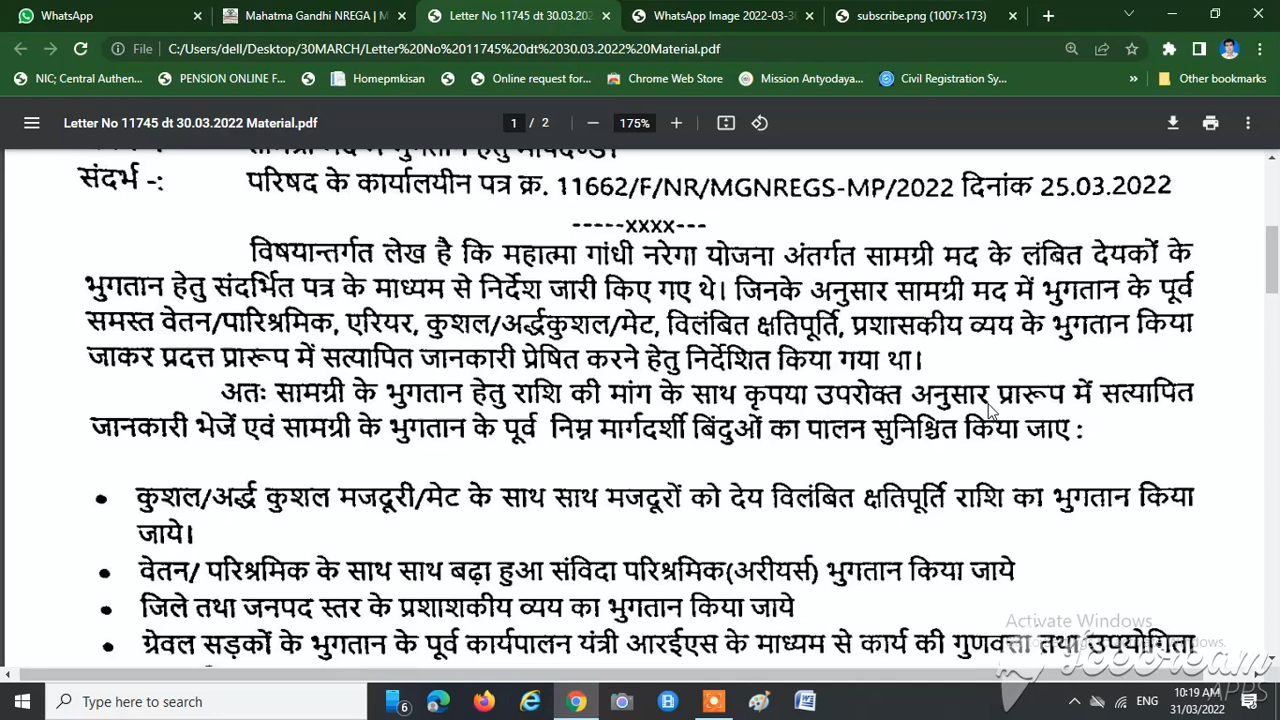 WhatsApp
Mahatma Gandhi NREGA | M
Letter No 11745 dt 30.03.202
WhatsApp Image 2022-03-30
subscribe.png (1007×173)
File C:/Users/dell/Desktop/30MARCH/Letter%20No%2011745%20dt%2030.03.2022%20Material.pdf
NIC; Central Authen...
PENSION ONLINE F...
Homepmkisan
Online request for...
Chrome Web Store
Mission Antyodaya...
Civil Registration Sy...
Other bookmarks
Letter No 11745 dt 30.03.2022 Material.pdf
1 / 2
175%
सामग्री मद में भुगतान हेतु मापदण्ड।
संदर्भ -: परिषद के कार्यालयीन पत्र क्र. 11662/F/NR/MGNREGS-MP/2022 दिनांक 25.03.2022
-----xxxx---
विषयान्तर्गत लेख है कि महात्मा गांधी नरेगा योजना अंतर्गत सामग्री मद के लंबित देयकों के
भुगतान हेतु संदर्भित पत्र के माध्यम से निर्देश जारी किए गए थे। जिनके अनुसार सामग्री मद में भुगतान के पूर्व
समस्त वेतन/पारिश्रमिक, एरियर, कुशल/अर्द्धकुशल/मेट, विलंबित क्षतिपूर्ति, प्रशासकीय व्यय के भुगतान किया
जाकर प्रदत्त प्रारूप में सत्यापित जानकारी प्रेषित करने हेतु निर्देशित किया गया था।
अतः सामग्री के भुगतान हेतु राशि की मांग के साथ कृपया उपरोक्त अनुसार प्रारूप में सत्यापित
जानकारी भेजें एवं सामग्री के भुगतान के पूर्व निम्न मार्गदर्शी बिंदुओं का पालन सुनिश्चित किया जाए :
• कुशल/अर्द्ध कुशल मजदूरी/मेट के साथ साथ मजदूरों को देय विलंबित क्षतिपूर्ति राशि का भुगतान किया
जाये।
• वेतन/ परिश्रमिक के साथ साथ बढ़ा हुआ संविदा परिश्रमिक(अरीयर्स) भुगतान किया जाये
• जिले तथा जनपद स्तर के प्रशाशकीय व्यय का भुगतान किया जाये
• ग्रेवल सड़कों के भुगतान के पूर्व कार्यपालन यंत्री आरईएस के माध्यम से कार्य की गुणवत्ता तथा उपयोगिता
Activate Windows
Icecream
APPS
Type here to search
6
ENG
10:19 AM
31/03/2022